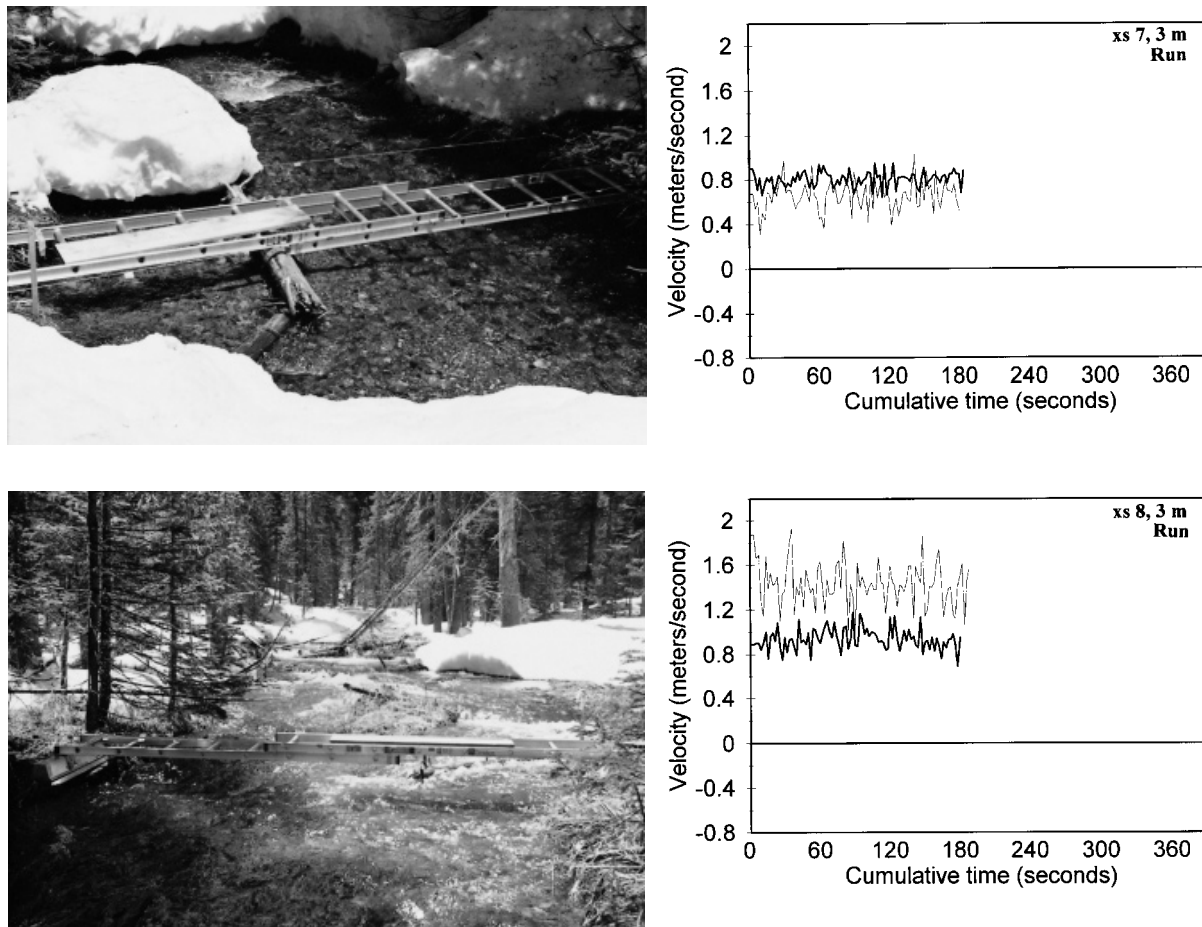 xs 7, 3 m
Run
2
1.6
1.2
0.8
0.4
0
-0.4
-0.8
Velocity (meters/second)
0 60 120 180 240 300 360
Cumulative time (seconds)
xs 8, 3 m
Run
2
1.6
1.2
0.8
0.4
0
-0.4
-0.8
Velocity (meters/second)
0 60 120 180 240 300 360
Cumulative time (seconds)